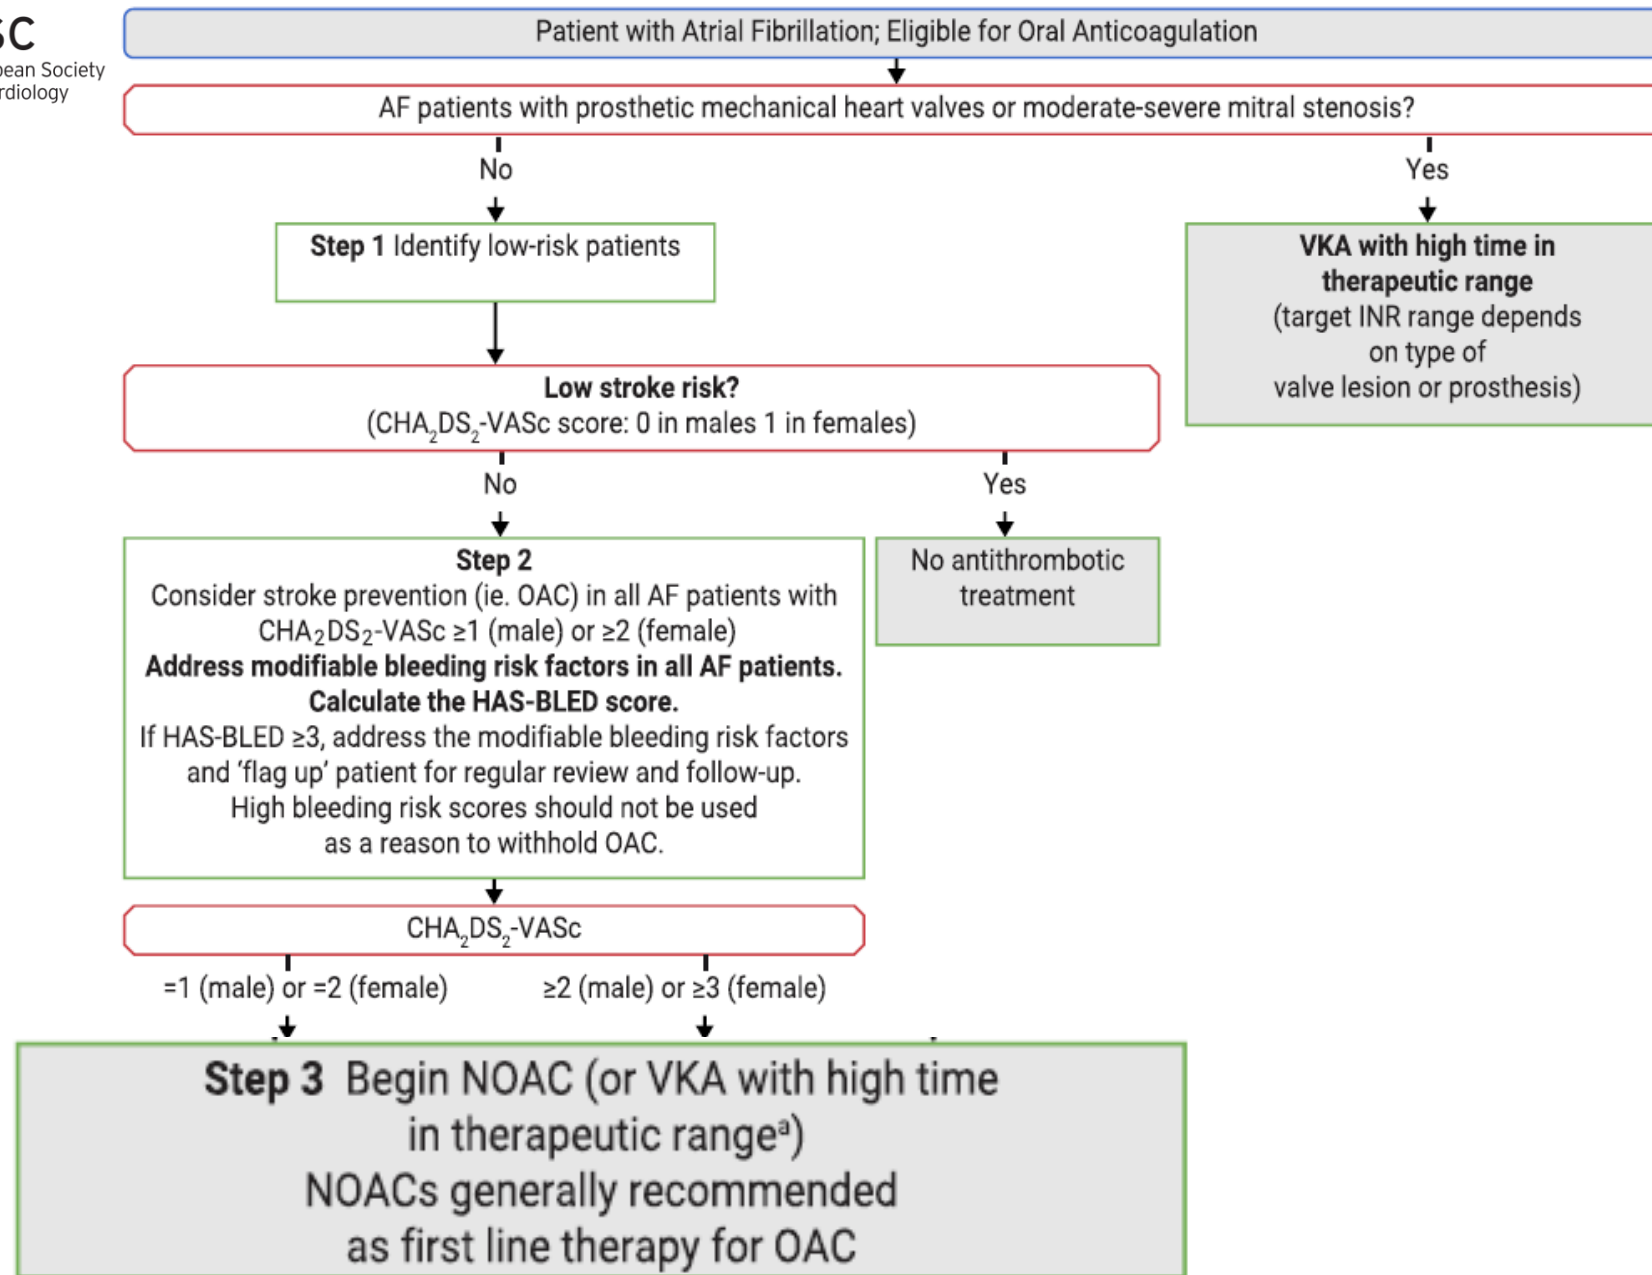 SC
pean Society
rdiology
Patient with Atrial Fibrillation; Eligible for Oral Anticoagulation
AF patients with prosthetic mechanical heart valves or moderate-severe mitral stenosis?
No
Yes
Step 1 Identify low-risk patients
VKA with high time in
therapeutic range
(target INR range depends
on type of
valve lesion or prosthesis)
Low stroke risk?
(CHA₂DS₂-VASc score: 0 in males 1 in females)
No
Yes
Step 2
Consider stroke prevention (ie. OAC) in all AF patients with
CHA₂DS₂-VASc ≥1 (male) or ≥2 (female)
Address modifiable bleeding risk factors in all AF patients.
Calculate the HAS-BLED score.
If HAS-BLED ≥3, address the modifiable bleeding risk factors
and ‘flag up’ patient for regular review and follow-up.
High bleeding risk scores should not be used
as a reason to withhold OAC.
No antithrombotic
treatment
CHA₂DS₂-VASc
=1 (male) or =2 (female)
≥2 (male) or ≥3 (female)
Step 3 Begin NOAC (or VKA with high time
in therapeutic rangeᵃ)
NOACs generally recommended
as first line therapy for OAC